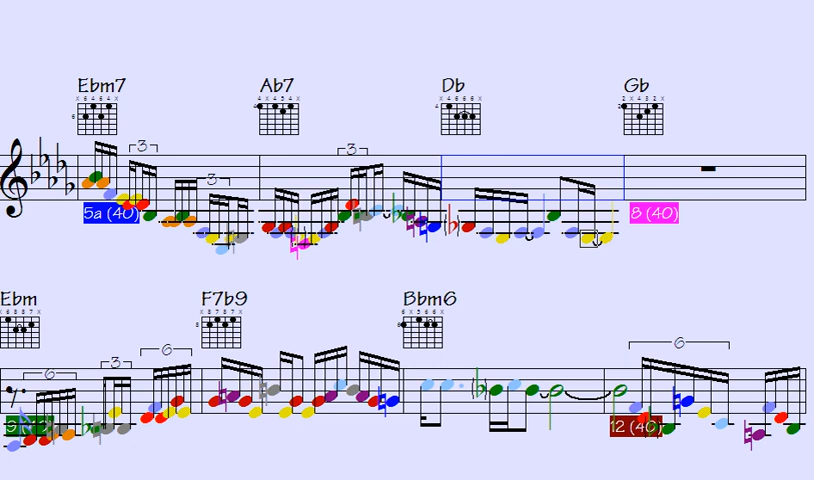 Ebm7 Ab7 Db Gb
3 3
3
5a (40) 8 (40)
Ebm F7b9 Bbm6
6 3 6 6
12 (40)